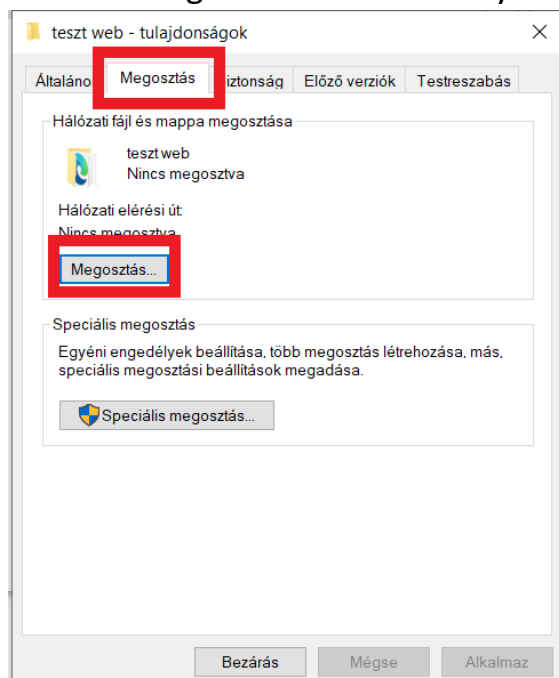 teszt web - tulajdonságok
Megosztás
Előző verziók
Testreszabás
Hálózati fájl és mappa megosztása
teszt web
Nincs megosztva
Hálózati elérési út:
Nincs megosztva
Megosztás...
Speciális megosztás
Egyéni engedélyek beállítása, több megosztás létrehozása, más,
speciális megosztási beállítások megadása.
Speciális megosztás...
Bezárás
Mégse
Alkalmaz